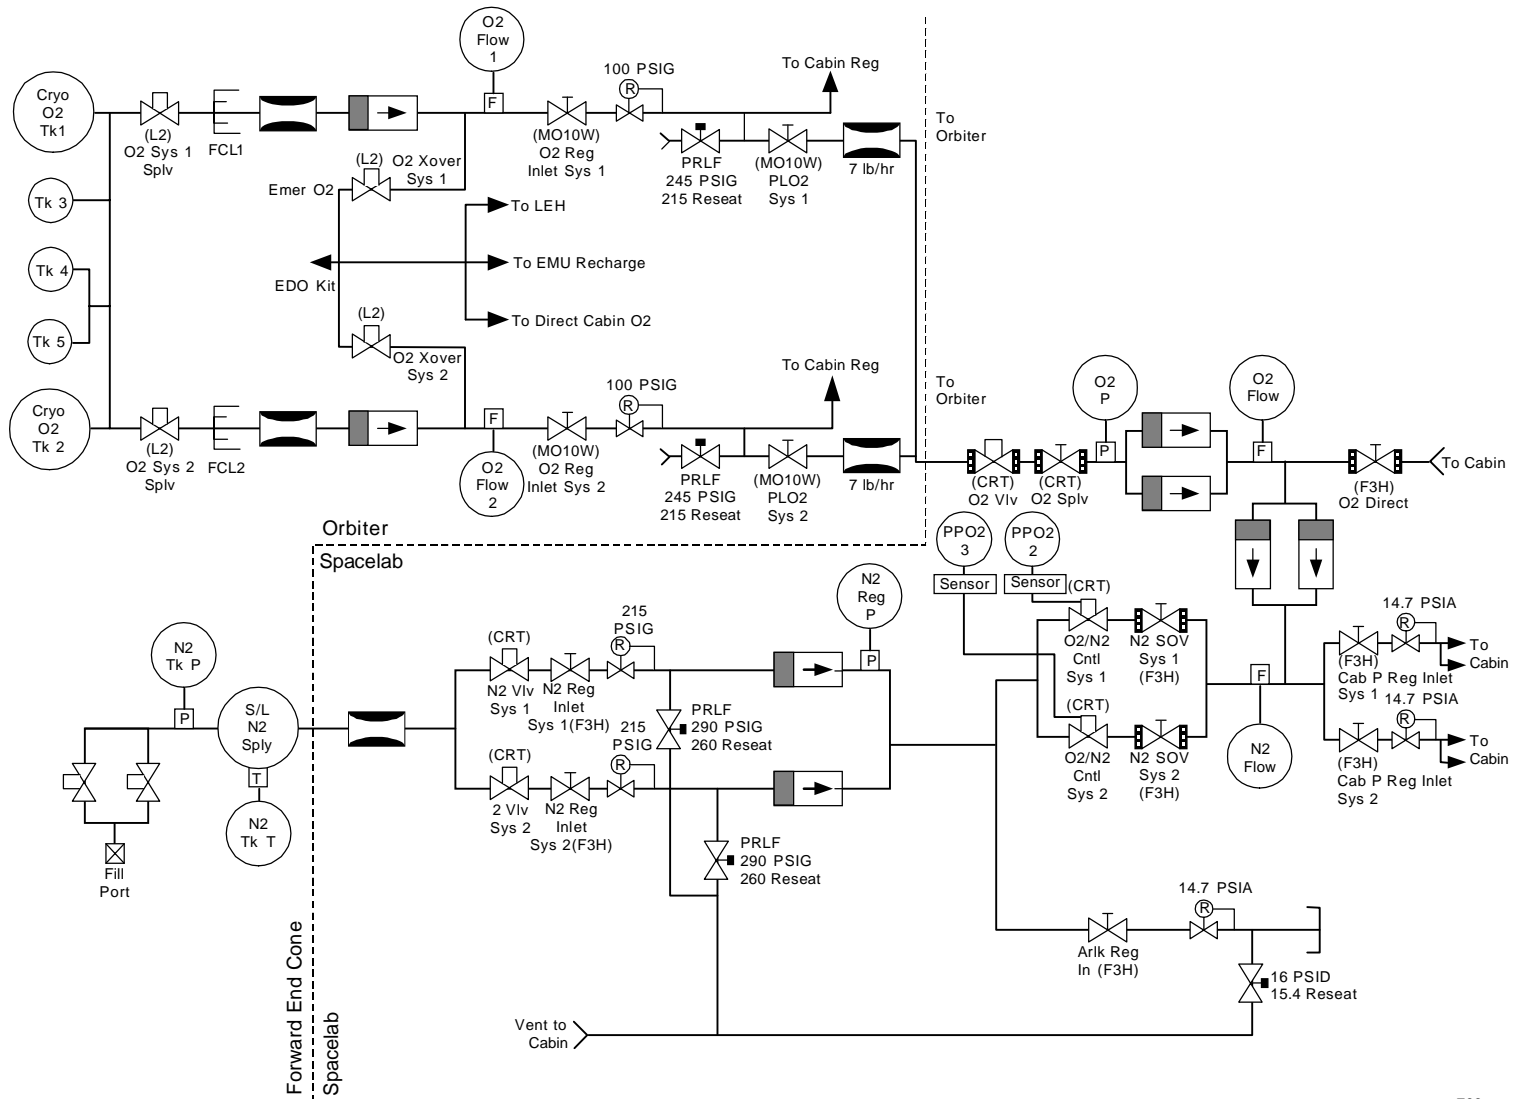 O2
Flow
1
100 PSIG
To Cabin Reg
Cryo
O2
Tk1
(L2)
O2 Sys 1
Splv
FCL1
F
R
(MO10W)
O2 Reg
Inlet Sys 1
PRLF
245 PSIG
215 Reseat
(MO10W)
PLO2
Sys 1
7 lb/hr
To
Orbiter
(L2)
O2 Xover
Sys 1
Emer O2
Tk 3
To LEH
Tk 4
To EMU Recharge
EDO Kit
(L2)
To Direct Cabin O2
Tk 5
O2 Xover
Sys 2
100 PSIG
To Cabin Reg
To
Orbiter
O2
P
O2
Flow
Cryo
O2
Tk 2
(L2)
O2 Sys 2
Splv
FCL2
F
O2
Flow
2
R
(MO10W)
O2 Reg
Inlet Sys 2
PRLF
245 PSIG
215 Reseat
(MO10W)
PLO2
Sys 2
7 lb/hr
(CRT)
O2 Vlv
(CRT)
O2 Splv
P
F
(F3H)
O2 Direct
To Cabin
Orbiter
Spacelab
PPO2
3
PPO2
2
Sensor
Sensor
N2
Reg
P
P
(CRT)
O2/N2
Cntl
Sys 1
N2 SOV
Sys 1
(F3H)
14.7 PSIA
R
(F3H)
Cab P Reg Inlet
Sys 1
To
Cabin
215
PSIG
R
(CRT)
N2 Vlv
Sys 1
N2 Reg
Inlet
Sys 1(F3H)
N2
Tk P
P
S/L
N2
Sply
T
N2
Tk T
PRLF
290 PSIG
260 Reseat
215
PSIG
R
(CRT)
2 Vlv
Sys 2
N2 Reg
Inlet
Sys 2(F3H)
(CRT)
O2/N2
Cntl
Sys 2
N2 SOV
Sys 2
(F3H)
F
N2
Flow
14.7 PSIA
R
(F3H)
Cab P Reg Inlet
Sys 2
To
Cabin
Fill
Port
PRLF
290 PSIG
260 Reseat
14.7 PSIA
R
Arlk Reg
In (F3H)
16 PSID
15.4 Reseat
Vent to
Cabin
Forward End Cone
Spacelab